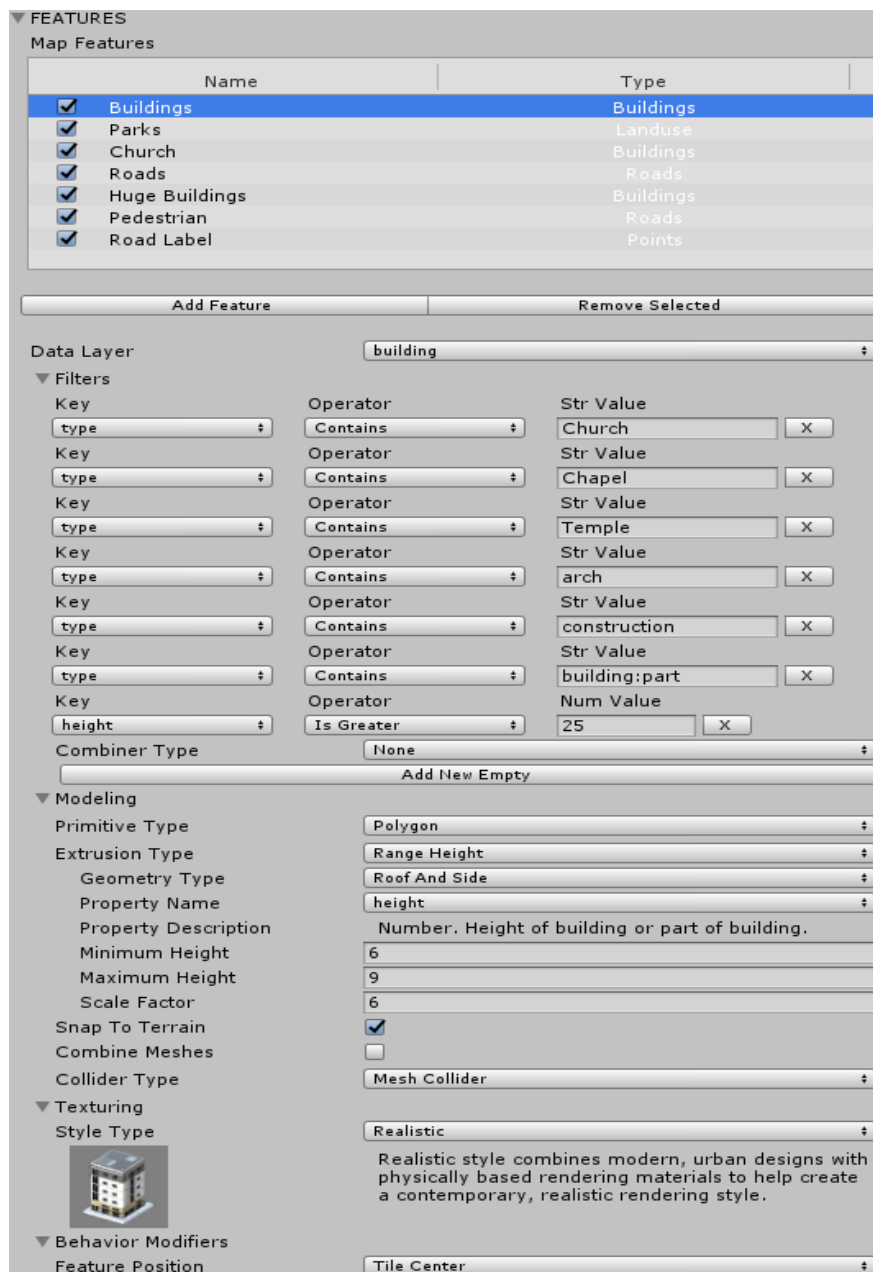 FEATURES
Map Features
Name Type
Buildings Buildings
Parks Landuse
Church Buildings
Roads Roads
Huge Buildings Buildings
Pedestrian Roads
Road Label Points
Add Feature Remove Selected
Data Layer building
Filters
Key Operator Str Value
type Contains Church X
Key Operator Str Value
type Contains Chapel X
Key Operator Str Value
type Contains Temple X
Key Operator Str Value
type Contains arch X
Key Operator Str Value
type Contains construction X
Key Operator Str Value
type Contains building:part X
Key Operator Num Value
height Is Greater 25 X
Combiner Type None
Add New Empty
Modeling
Primitive Type Polygon
Extrusion Type Range Height
Geometry Type Roof And Side
Property Name height
Property Description Number. Height of building or part of building.
Minimum Height 6
Maximum Height 9
Scale Factor 6
Snap To Terrain
Combine Meshes
Collider Type Mesh Collider
Texturing
Style Type Realistic
Realistic style combines modern, urban designs with
physically based rendering materials to help create
a contemporary, realistic rendering style.
Behavior Modifiers
Feature Position Tile Center